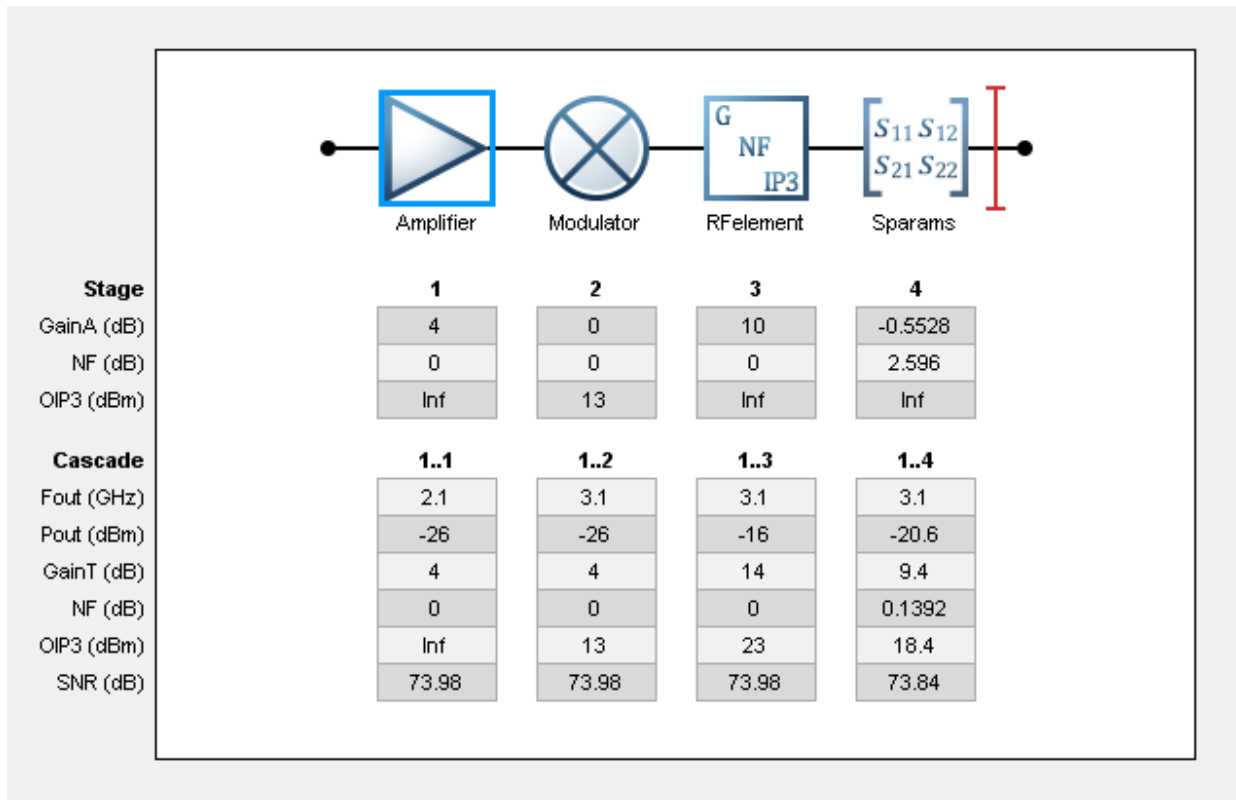 G
NF
IP3
S11 S12
S21 S22
Amplifier Modulator RFelement Sparams
Stage 1 2 3 4
GainA (dB) 4 0 10 -0.5528
NF (dB) 0 0 0 2.596
OIP3 (dBm) Inf 13 Inf Inf
Cascade 1..1 1..2 1..3 1..4
Fout (GHz) 2.1 3.1 3.1 3.1
Pout (dBm) -26 -26 -16 -20.6
GainT (dB) 4 4 14 9.4
NF (dB) 0 0 0 0.1392
OIP3 (dBm) Inf 13 23 18.4
SNR (dB) 73.98 73.98 73.98 73.84